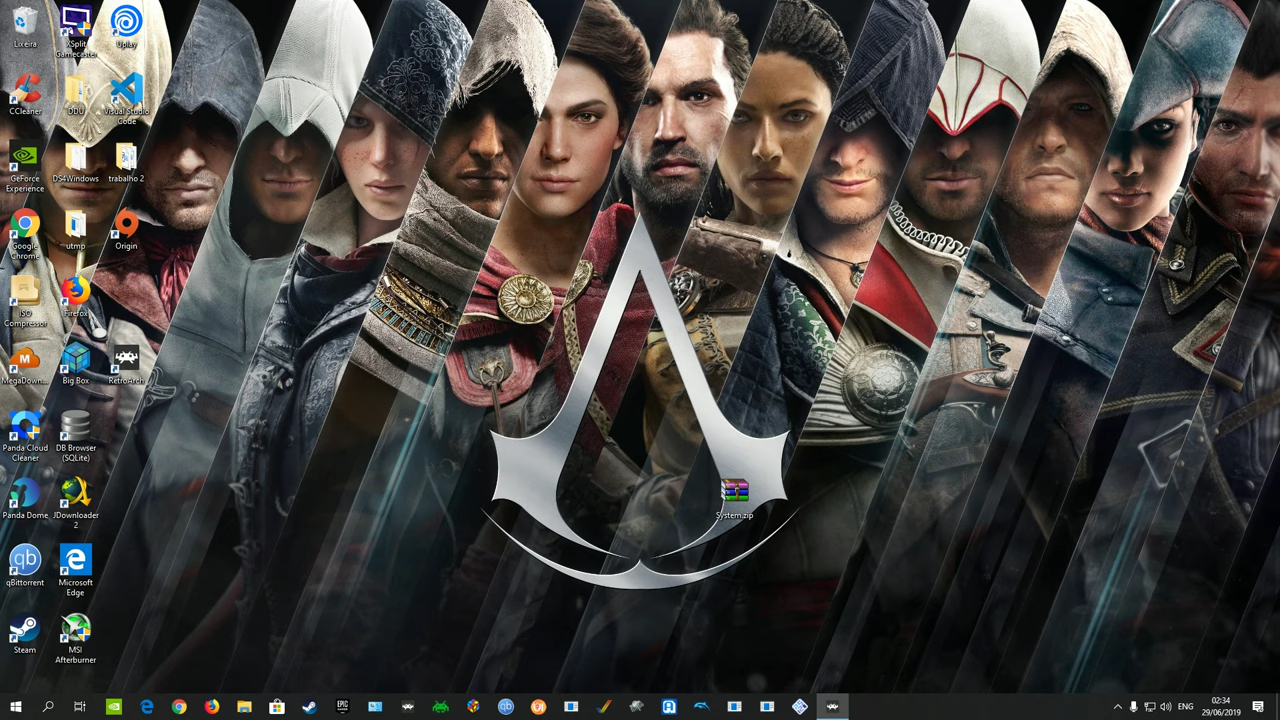 Lixeira
XSplit
Gamecaster
Uplay
CCleaner
DDU
Visual Studio
Code
GeForce
Experience
DS4Windows
trabalho 2
Google
Chrome
utmp
Origin
ISO
Compressor
Firefox
MegaDown...
Big Box
RetroArch
Panda Cloud
Cleaner
DB Browser
(SQLite)
Panda Dome
JDownloader
2
System.zip
qBittorrent
Microsoft
Edge
Steam
MSI
Afterburner
EPIC
ENG
02:34
29/06/2019